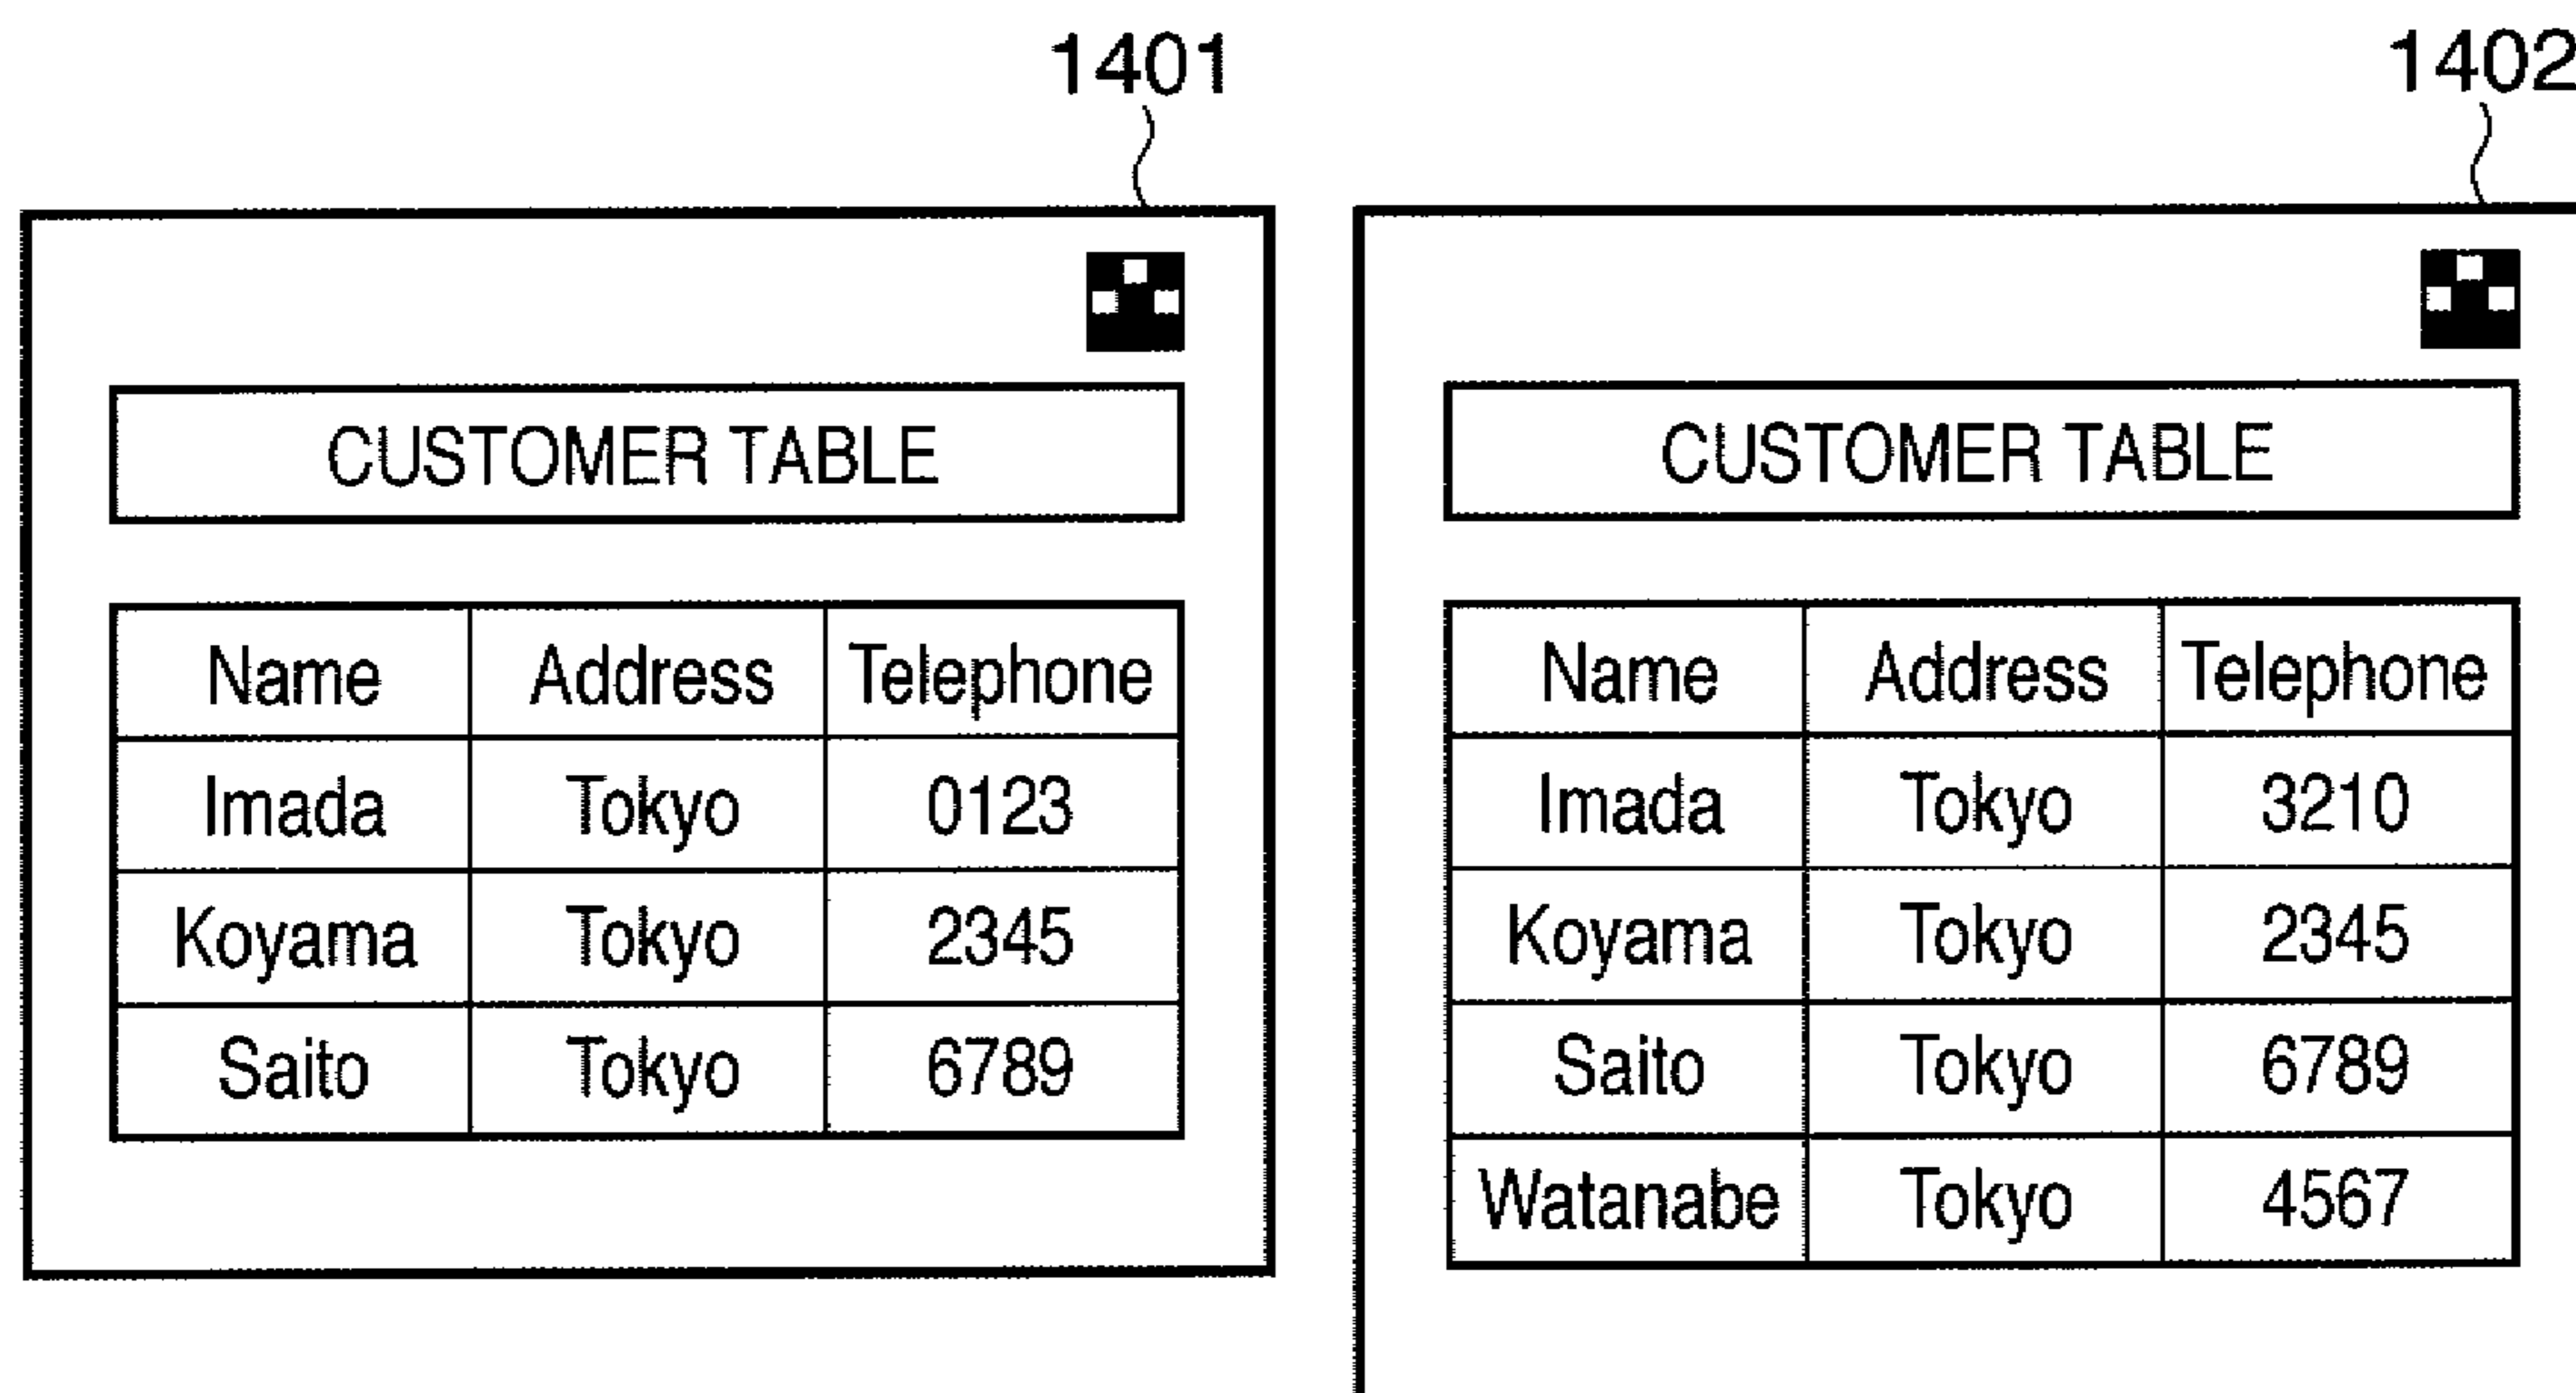 1401
CUSTOMER TABLE
Name Address Telephone
Imada Tokyo 0123
Koyama Tokyo 2345
Saito Tokyo 6789
1402
CUSTOMER TABLE
Name Address Telephone
Imada Tokyo 3210
Koyama Tokyo 2345
Saito Tokyo 6789
Watanabe Tokyo 4567